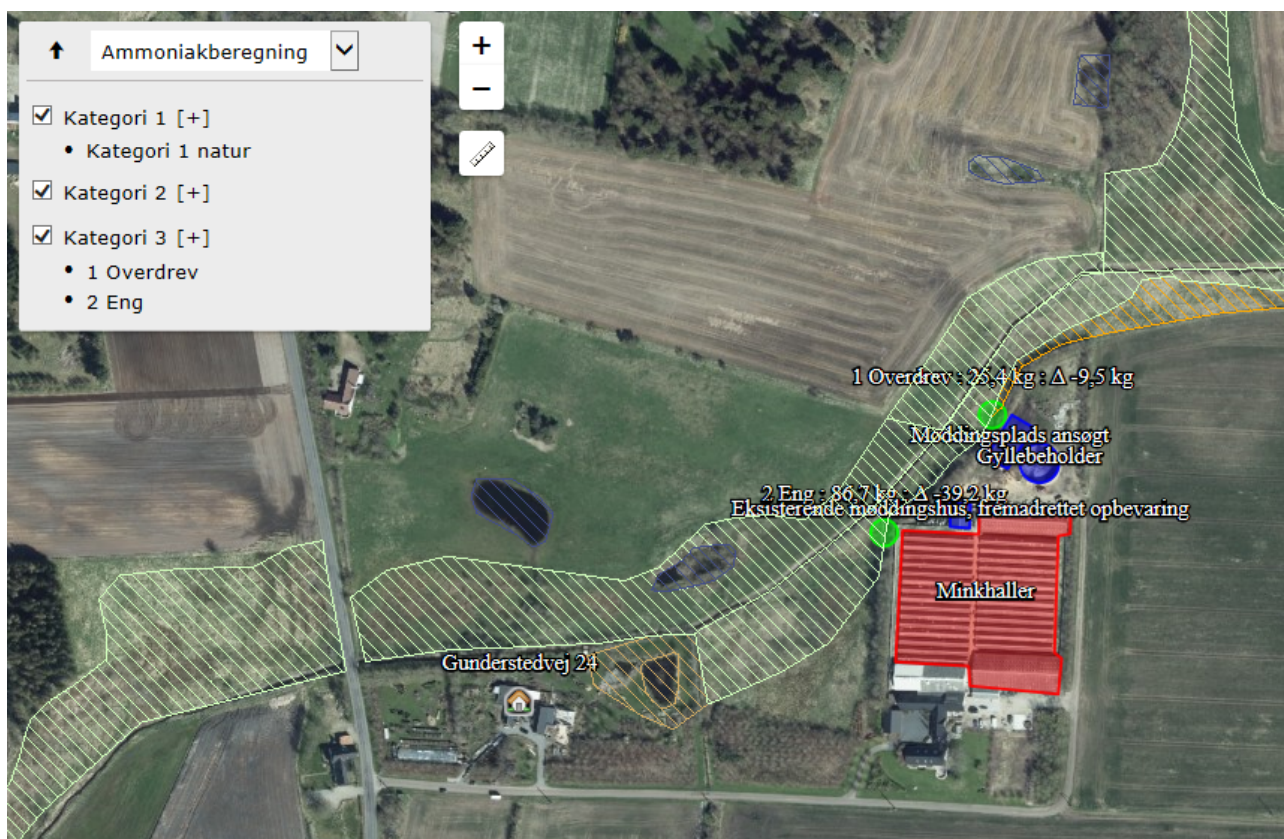 Ammoniakberegning
Kategori 1 [+]
• Kategori 1 natur
Kategori 2 [+]
Kategori 3 [+]
• 1 Overdrev
• 2 Eng
+
−
1 Overdrev : 25,4 kg : Δ -9,5 kg
Møddingsplads ansøgt
Gyllebeholder
2 Eng : 86,7 kg : Δ -39,2 kg
Eksisterende møddingshus, fremadrettet opbevaring
Minkhaller
Gunderstedvej 24